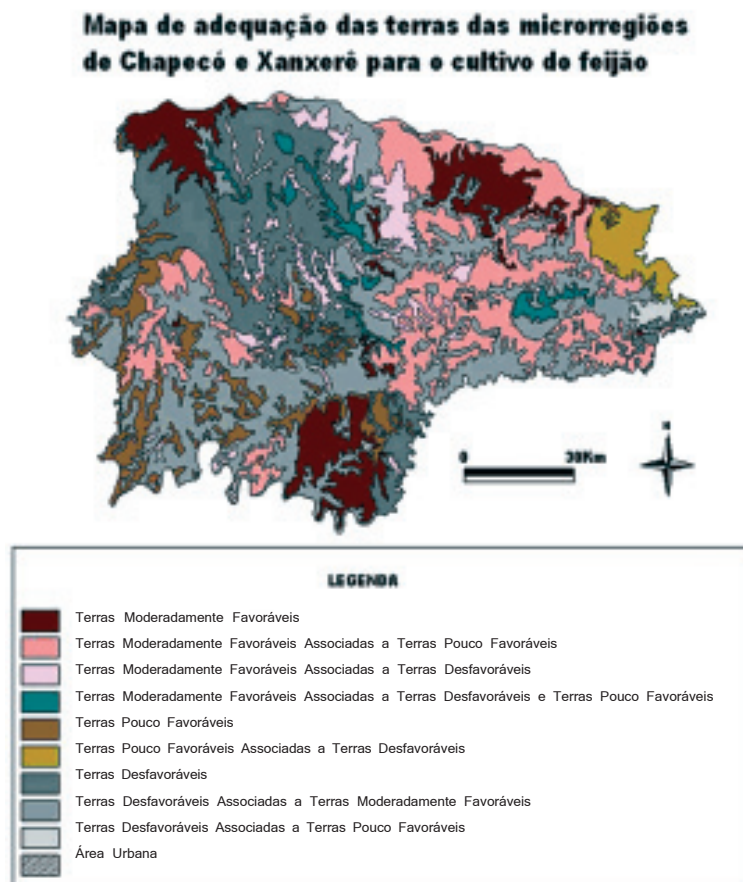 Mapa de adequação das terras das microrregiões
de Chapecó e Xanxerê para o cultivo do feijão
N
0 30Km
LEGENDA
Terras Moderadamente Favoráveis
Terras Moderadamente Favoráveis Associadas a Terras Pouco Favoráveis
Terras Moderadamente Favoráveis Associadas a Terras Desfavoráveis
Terras Moderadamente Favoráveis Associadas a Terras Desfavoráveis e Terras Pouco Favoráveis
Terras Pouco Favoráveis
Terras Pouco Favoráveis Associadas a Terras Desfavoráveis
Terras Desfavoráveis
Terras Desfavoráveis Associadas a Terras Moderadamente Favoráveis
Terras Desfavoráveis Associadas a Terras Pouco Favoráveis
Área Urbana